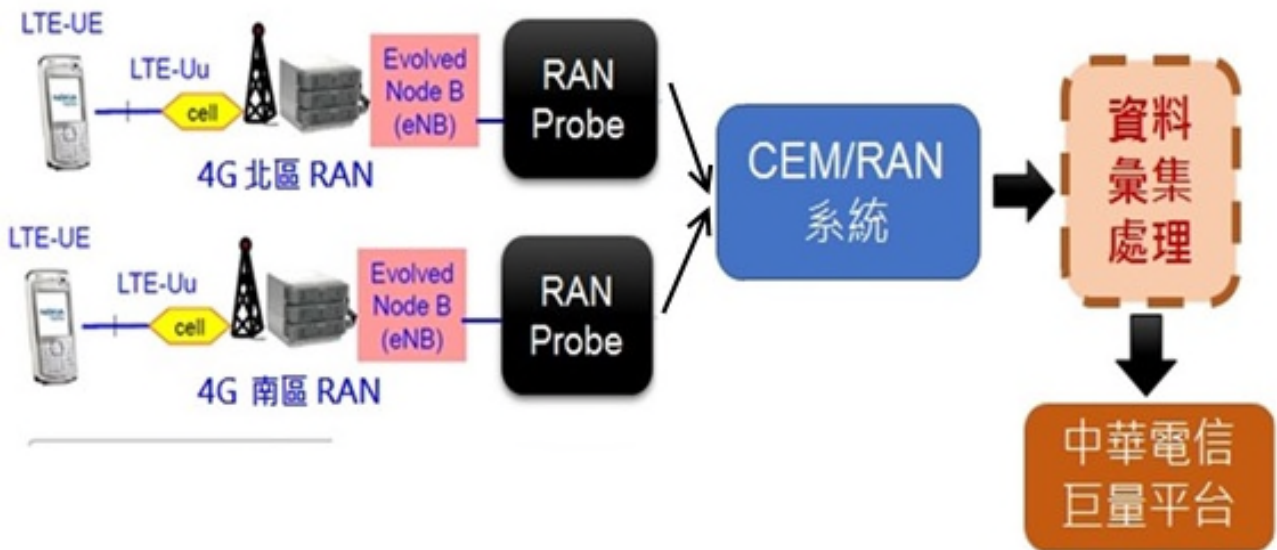 LTE-UE
LTE-Uu
cell
Evolved
Node B
(eNB)
RAN
Probe
4G 北區 RAN
LTE-UE
LTE-Uu
cell
Evolved
Node B
(eNB)
RAN
Probe
4G 南區 RAN
CEM/RAN
系統
資料
彙集
處理
中華電信
巨量平台